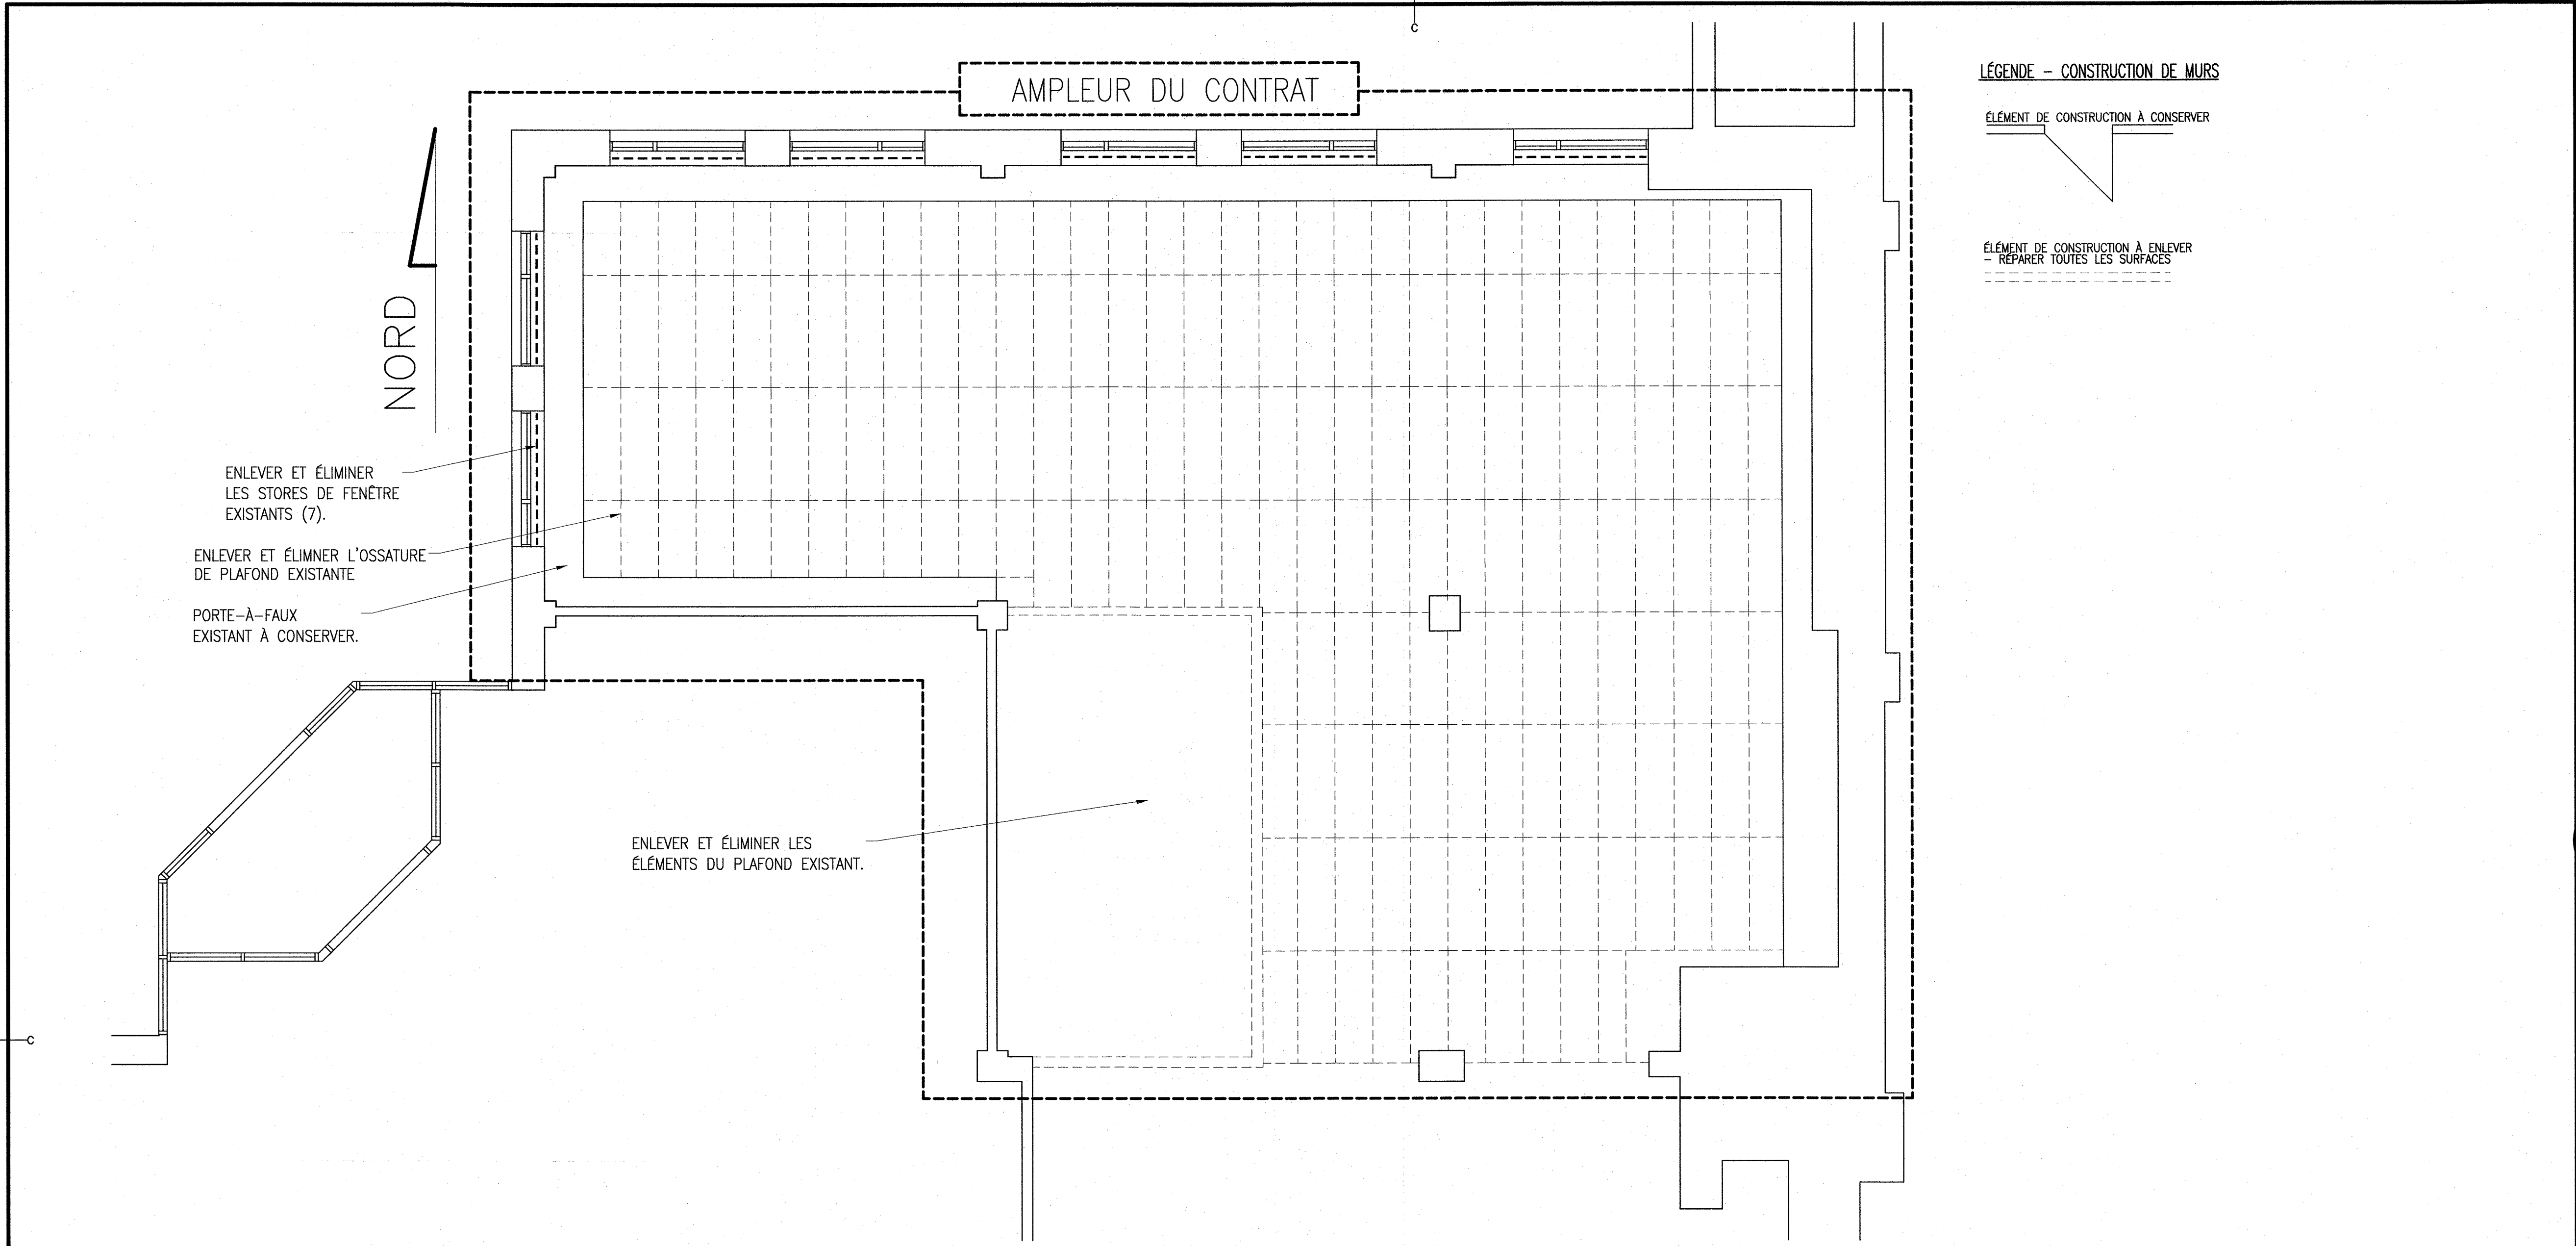 C
AMPLEUR DU CONTRAT
LÉGENDE – CONSTRUCTION DE MURS
ÉLÉMENT DE CONSTRUCTION À CONSERVER
ÉLÉMENT DE CONSTRUCTION À ENLEVER
– RÉPARER TOUTES LES SURFACES
NORD
ENLEVER ET ÉLIMINER
LES STORES DE FENÊTRE
EXISTANTS (7).
ENLEVER ET ÉLIMNER L'OSSATURE
DE PLAFOND EXISTANTE
PORTE–À–FAUX
EXISTANT À CONSERVER.
ENLEVER ET ÉLIMINER LES
ÉLÉMENTS DU PLAFOND EXISTANT.
C